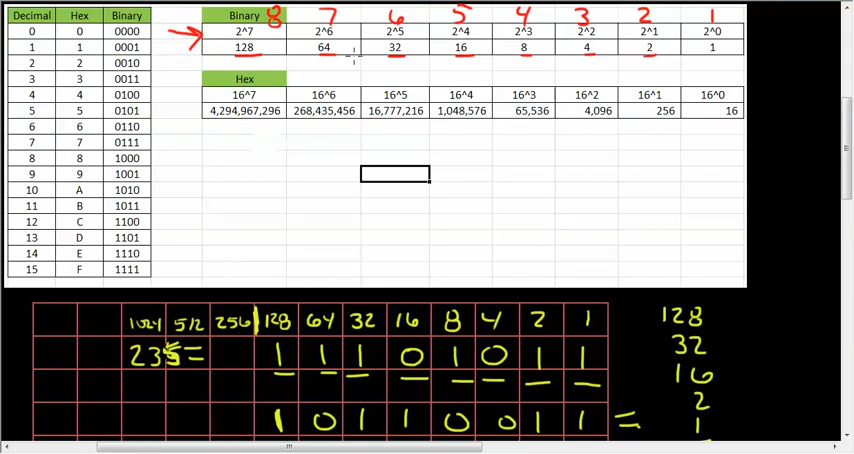 Decimal Hex Binary
0 0 0000
1 1 0001
2 2 0010
3 3 0011
4 4 0100
5 5 0101
6 6 0110
7 7 0111
8 8 1000
9 9 1001
10 A 1010
11 B 1011
12 C 1100
13 D 1101
14 E 1110
15 F 1111
Binary 8 7 6 5 4 3 2 1
2^7 2^6 2^5 2^4 2^3 2^2 2^1 2^0
128 64 32 16 8 4 2 1
Hex
16^7 16^6 16^5 16^4 16^3 16^2 16^1 16^0
4,294,967,296 268,435,456 16,777,216 1,048,576 65,536 4,096 256 16
1024 512 256 128 64 32 16 8 4 2 1
235= 1 1 1 0 1 0 1 1
1 0 1 1 0 0 1 1 =
128
32
16
2
1